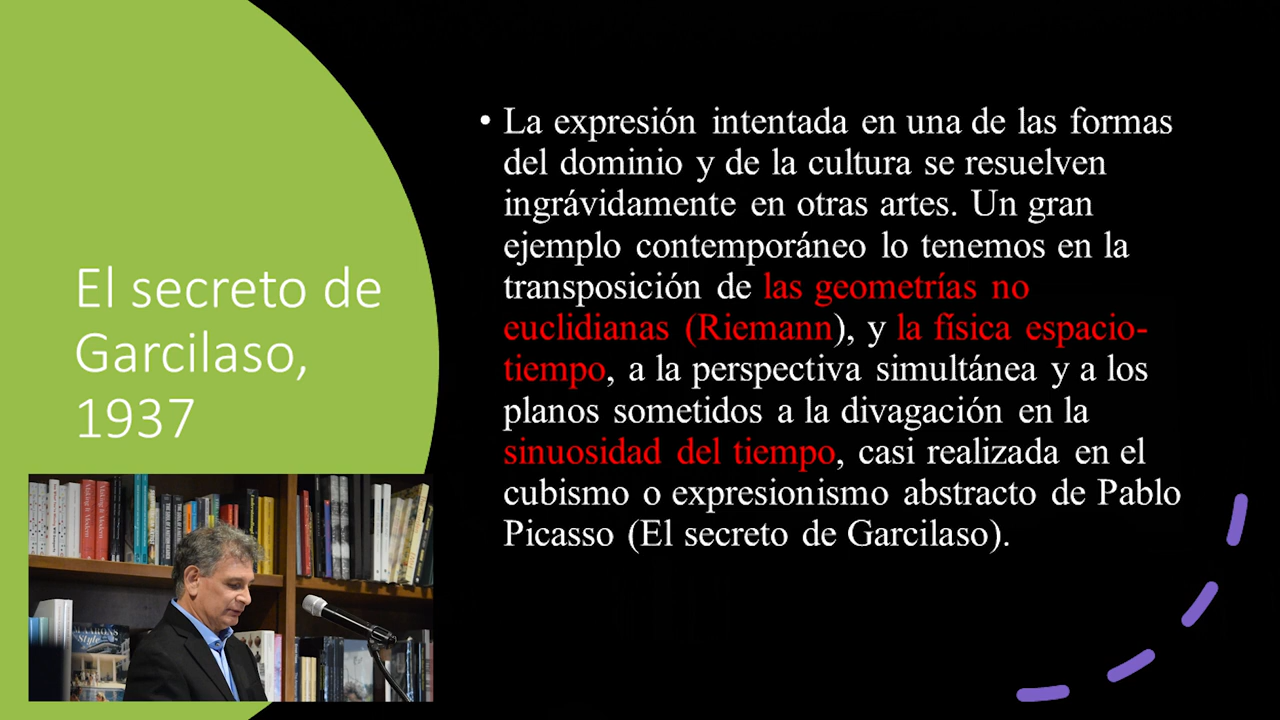 El secreto de
Garcilaso,
1937
• La expresión intentada en una de las formas
del dominio y de la cultura se resuelven
ingrávidamente en otras artes. Un gran
ejemplo contemporáneo lo tenemos en la
transposición de las geometrías no
euclidianas (Riemann), y la física espacio-
tiempo, a la perspectiva simultánea y a los
planos sometidos a la divagación en la
sinuosidad del tiempo, casi realizada en el
cubismo o expresionismo abstracto de Pablo
Picasso (El secreto de Garcilaso).